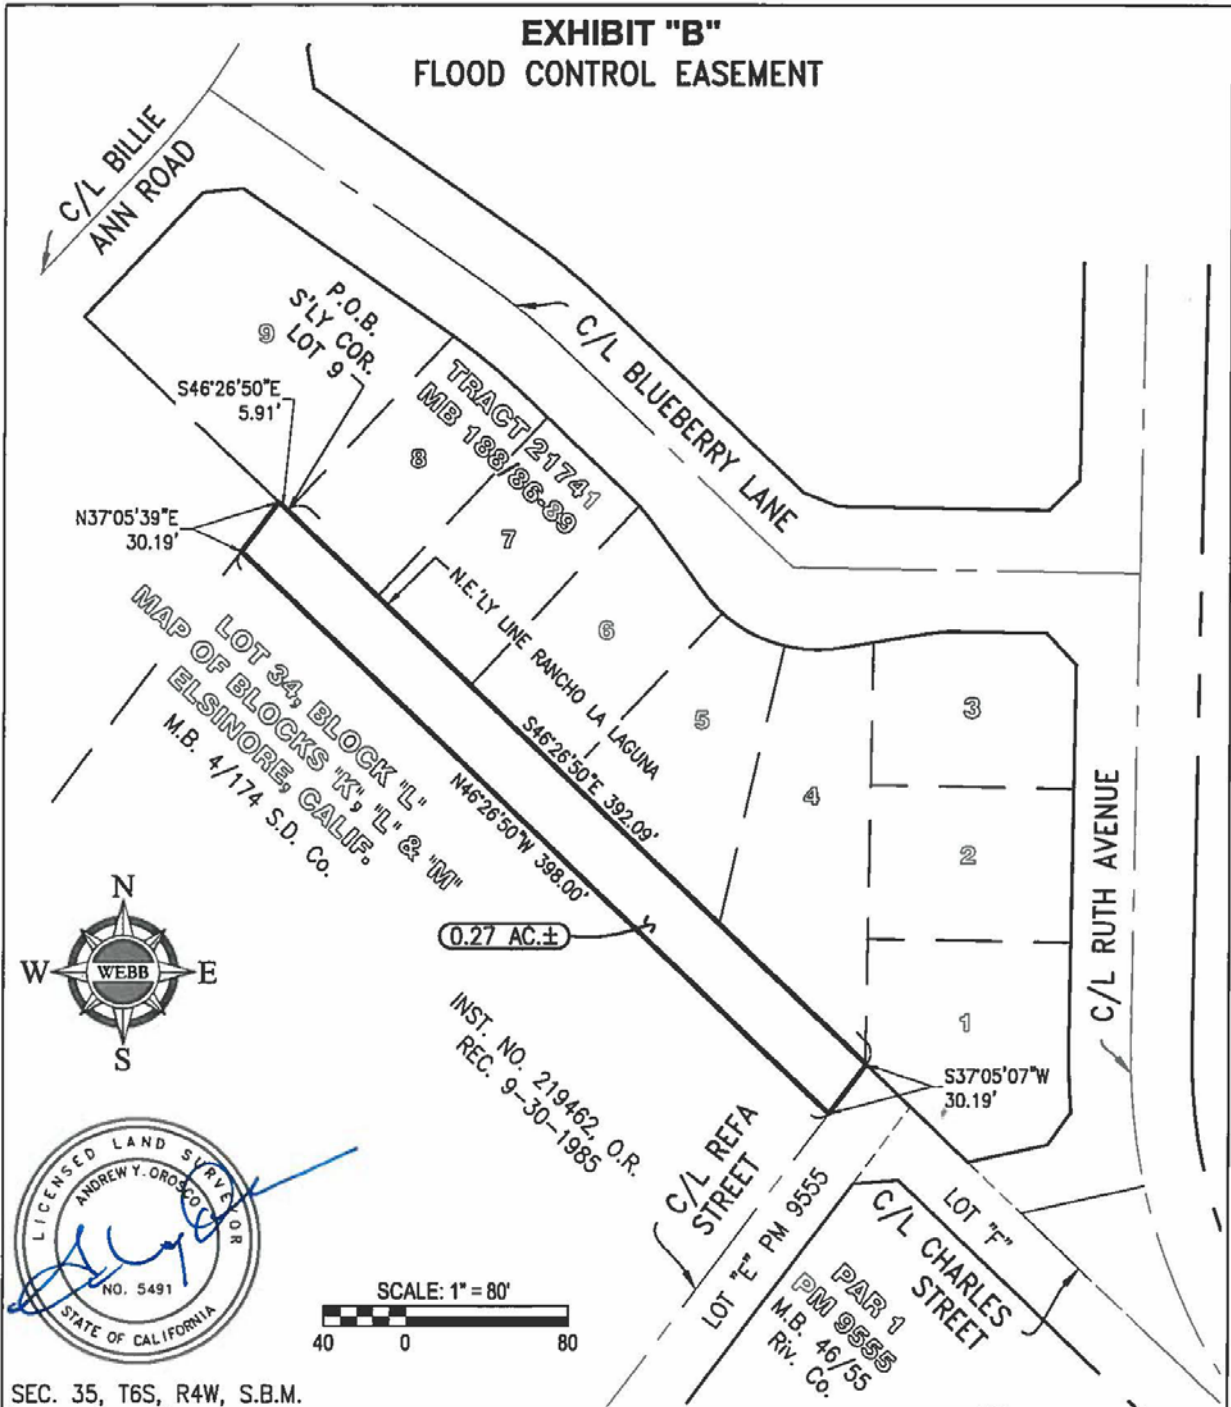 EXHIBIT "B"
FLOOD CONTROL EASEMENT
C/L BILLIE
ANN ROAD
P.O.B.
S'LY COR.
LOT 9
9
S46°26'50"E
5.91'
TRACT 21741
MB 188/86-89
C/L BLUEBERRY LANE
8
7
N37°05'39"E
30.19'
N.E.'LY LINE RANCHO LA LAGUNA
6
5
4
3
2
1
LOT 34, BLOCK "L"
MAP OF BLOCKS "K", "L" & "M"
ELSINORE, CALIF.
M.B. 4/174 S.D. Co.
S46°26'50"E 392.09'
N46°26'50"W 398.00'
C/L RUTH AVENUE
N
W
WEBB
E
S
0.27 AC.±
INST. NO. 219462, O.R.
REC. 9-30-1985
S37°05'07"W
30.19'
C/L REFA
STREET
LOT "E" PM 9555
LOT "F"
C/L CHARLES
STREET
PAR 1
PM 9555
M.B. 46/55
Riv. Co.
LICENSED LAND SURVEYOR
ANDREW Y. OROSCO
NO. 5491
STATE OF CALIFORNIA
SCALE: 1" = 80'
40 0 80
SEC. 35, T6S, R4W, S.B.M.